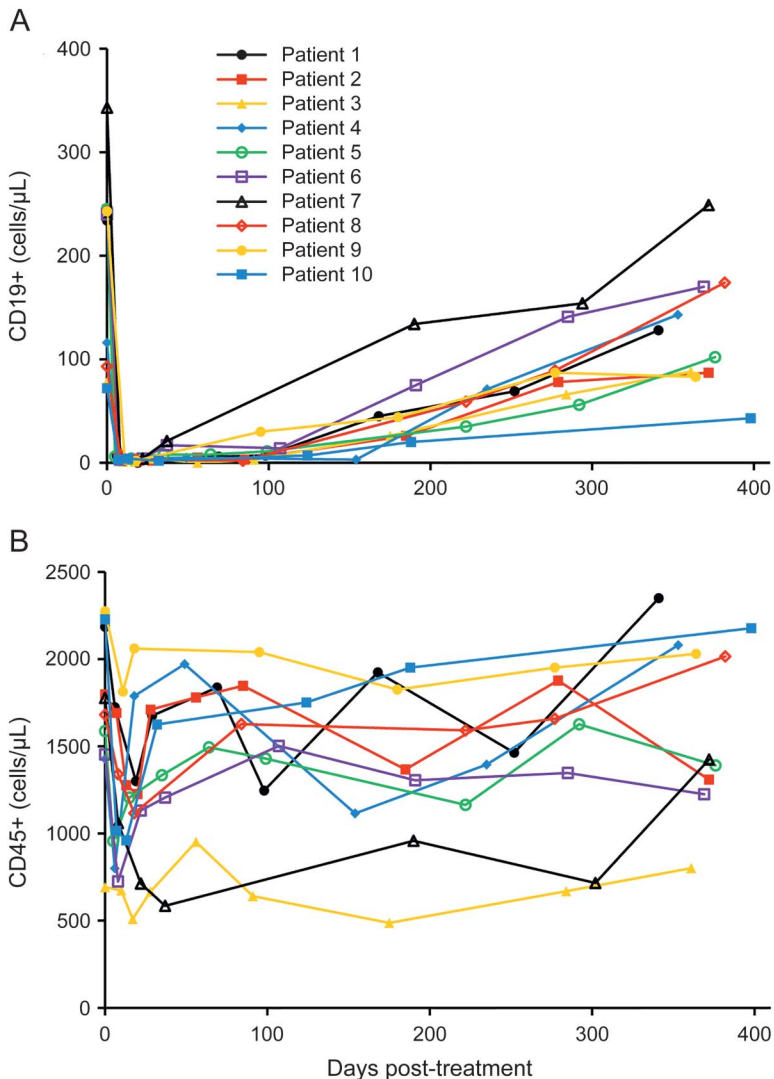 A
400
300
200
100
0
CD19+ (cells/µL)
Patient 1
Patient 2
Patient 3
Patient 4
Patient 5
Patient 6
Patient 7
Patient 8
Patient 9
Patient 10
0 100 200 300 400
B
2500
2000
1500
1000
500
0
CD45+ (cells/µL)
0 100 200 300 400
Days post-treatment